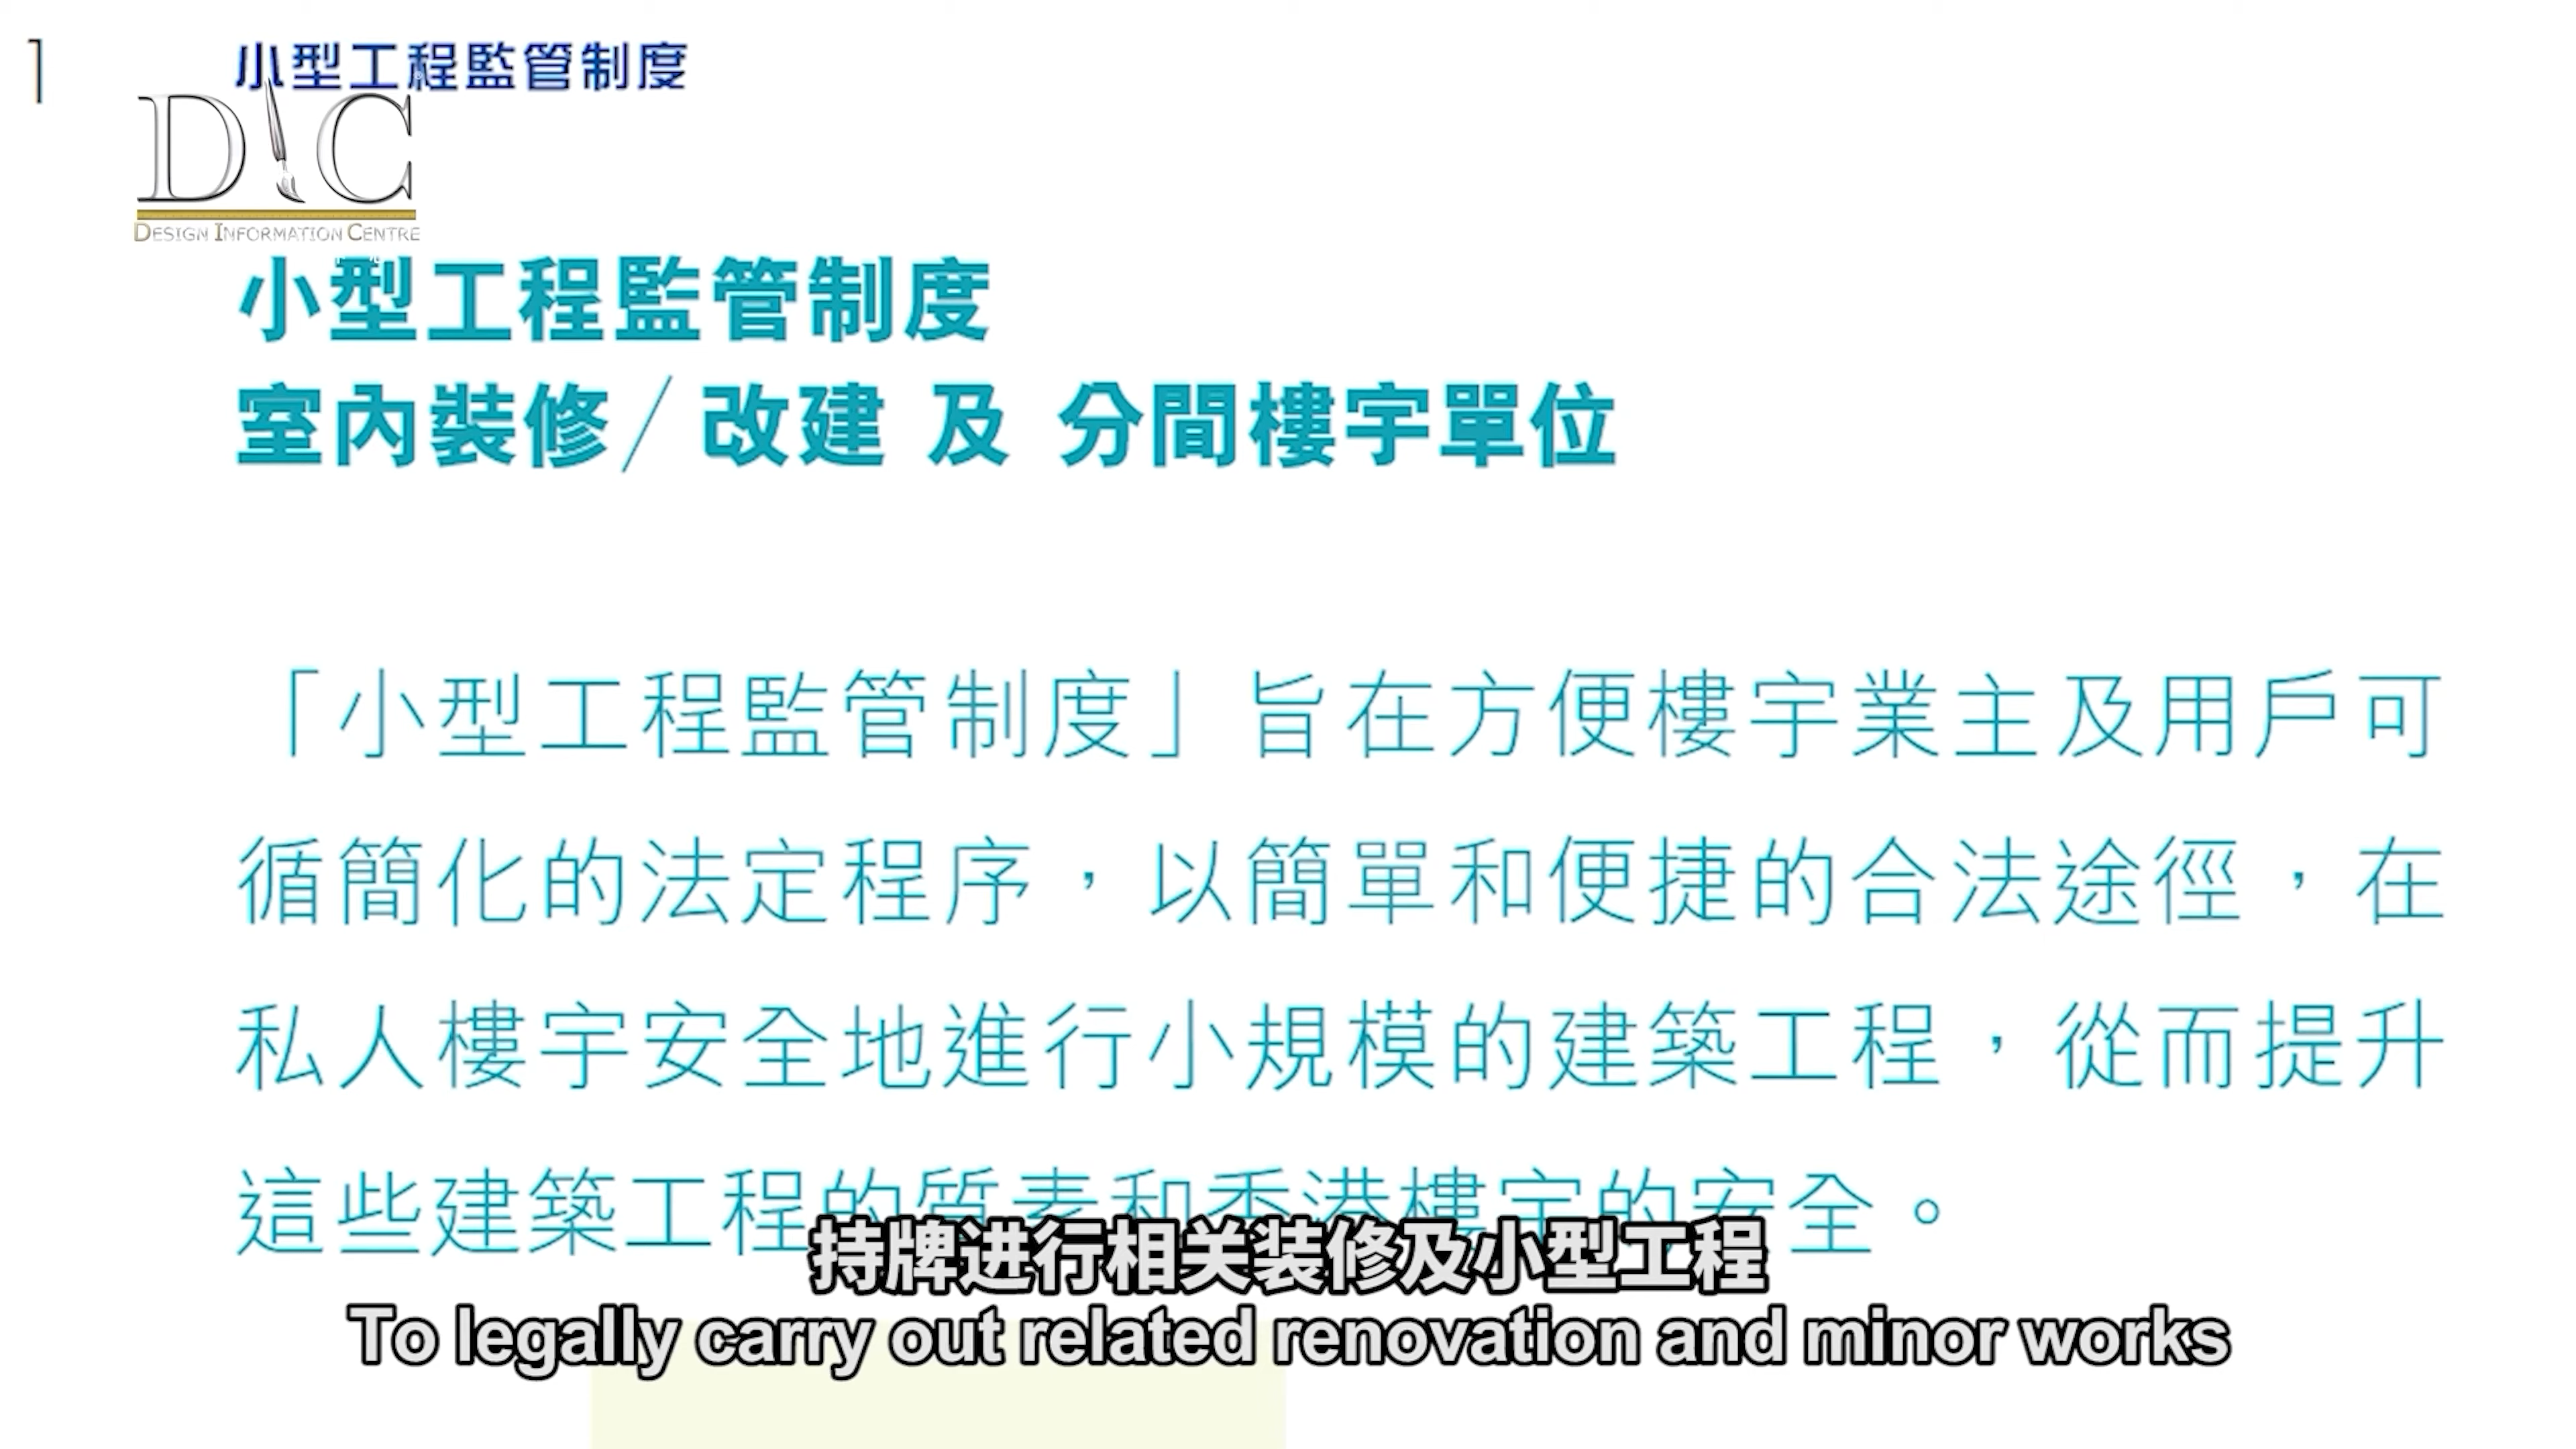 1
小型工程監管制度
DIC
DESIGN INFORMATION CENTRE
小型工程監管制度
室內裝修/ 改建 及 分間樓宇單位
「小型工程監管制度」旨在方便樓宇業主及用戶可
循簡化的法定程序，以簡單和便捷的合法途徑，在
私人樓宇安全地進行小規模的建築工程，從而提升
這些建築工程的質素和香港樓宇的安全。
持牌进行相关装修及小型工程
To legally carry out related renovation and minor works